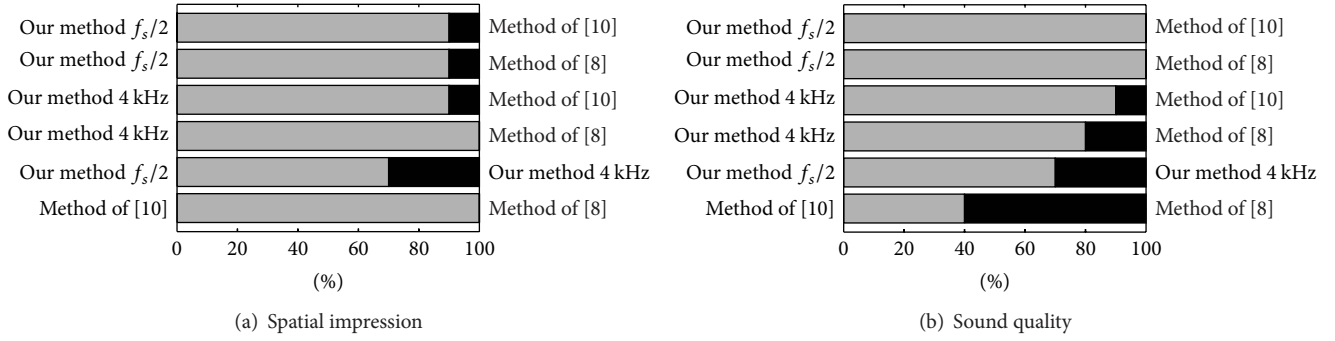 Our method f_s/2 Method of [10]
Our method f_s/2 Method of [8]
Our method 4 kHz Method of [10]
Our method 4 kHz Method of [8]
Our method f_s/2 Our method 4 kHz
Method of [10] Method of [8]
0 20 40 60 80 100
(%)
(a) Spatial impression
Our method f_s/2 Method of [10]
Our method f_s/2 Method of [8]
Our method 4 kHz Method of [10]
Our method 4 kHz Method of [8]
Our method f_s/2 Our method 4 kHz
Method of [10] Method of [8]
0 20 40 60 80 100
(%)
(b) Sound quality